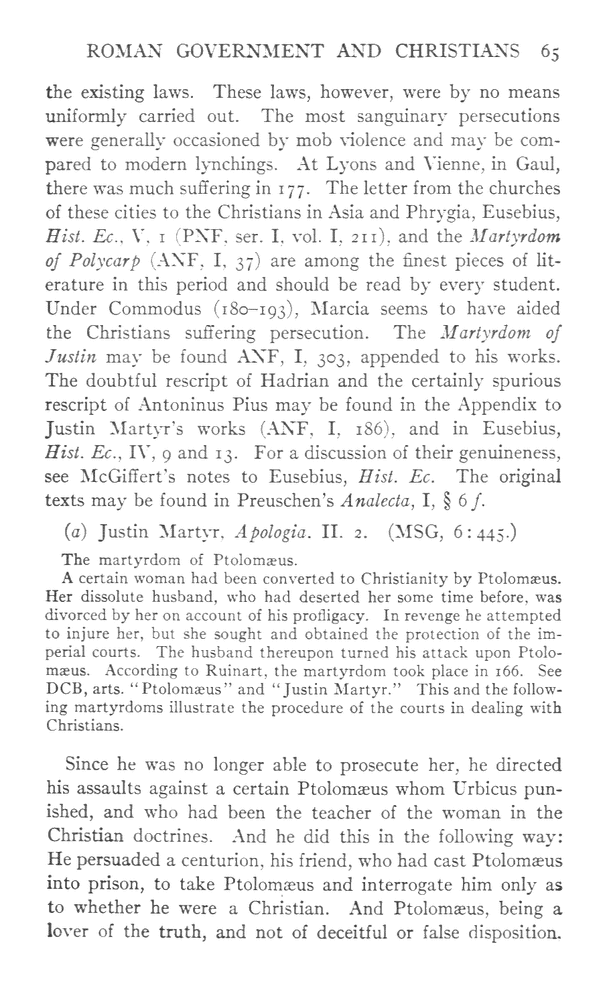 ROMAN GOVERNMENT AND CHRISTIANS 65
the existing laws. These laws, however, were by no means
uniformly carried out. The most sanguinary persecutions
were generally occasioned by mob violence and may be com-
pared to modern lynchings. At Lyons and Vienne, in Gaul,
there was much suffering in 177. The letter from the churches
of these cities to the Christians in Asia and Phrygia, Eusebius,
Hist. Ec., V, 1 (PNF, ser. I, vol. I, 211), and the Martyrdom
of Polycarp (ANF, I, 37) are among the finest pieces of lit-
erature in this period and should be read by every student.
Under Commodus (180–193), Marcia seems to have aided
the Christians suffering persecution. The Martyrdom of
Justin may be found ANF, I, 303, appended to his works.
The doubtful rescript of Hadrian and the certainly spurious
rescript of Antoninus Pius may be found in the Appendix to
Justin Martyr's works (ANF, I, 186), and in Eusebius,
Hist. Ec., IV, 9 and 13. For a discussion of their genuineness,
see McGiffert's notes to Eusebius, Hist. Ec. The original
texts may be found in Preuschen's Analecta, I, § 6 f.
(a) Justin Martyr, Apologia. II. 2. (MSG, 6:445.)
The martyrdom of Ptolomæus.
A certain woman had been converted to Christianity by Ptolomæus.
Her dissolute husband, who had deserted her some time before, was
divorced by her on account of his profligacy. In revenge he attempted
to injure her, but she sought and obtained the protection of the im-
perial courts. The husband thereupon turned his attack upon Ptolo-
mæus. According to Ruinart, the martyrdom took place in 166. See
DCB, arts. "Ptolomæus" and "Justin Martyr." This and the follow-
ing martyrdoms illustrate the procedure of the courts in dealing with
Christians.
Since he was no longer able to prosecute her, he directed
his assaults against a certain Ptolomæus whom Urbicus pun-
ished, and who had been the teacher of the woman in the
Christian doctrines. And he did this in the following way:
He persuaded a centurion, his friend, who had cast Ptolomæus
into prison, to take Ptolomæus and interrogate him only as
to whether he were a Christian. And Ptolomæus, being a
lover of the truth, and not of deceitful or false disposition.